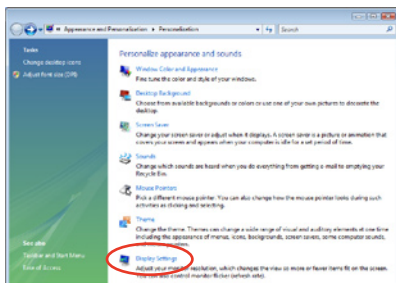 Appearance and Personalization
Personalization
Search
Tasks
Change desktop icons
Adjust font size (DPI)
See also
Taskbar and Start Menu
Ease of Access
Personalize appearance and sounds
Window Color and Appearance
Fine tune the color and style of your windows.
Desktop Background
Choose from available backgrounds or colors or use one of your own pictures to decorate the
desktop.
Screen Saver
Change your screen saver or adjust when it displays. A screen saver is a picture or animation that
covers your screen and appears when your computer is idle for a set period of time.
Sounds
Change which sounds are heard when you do everything from getting e-mail to emptying your
Recycle Bin.
Mouse Pointers
Pick a different mouse pointer. You can also change how the mouse pointer looks during such
activities as clicking and selecting.
Theme
Change the theme. Themes can change a wide range of visual and auditory elements at one time
including the appearance of menus, icons, backgrounds, screen savers, some computer sounds,
and mouse pointers.
Display Settings
Adjust your monitor resolution, which changes the view so more or fewer items fit on the screen.
You can also control monitor flicker (refresh rate).